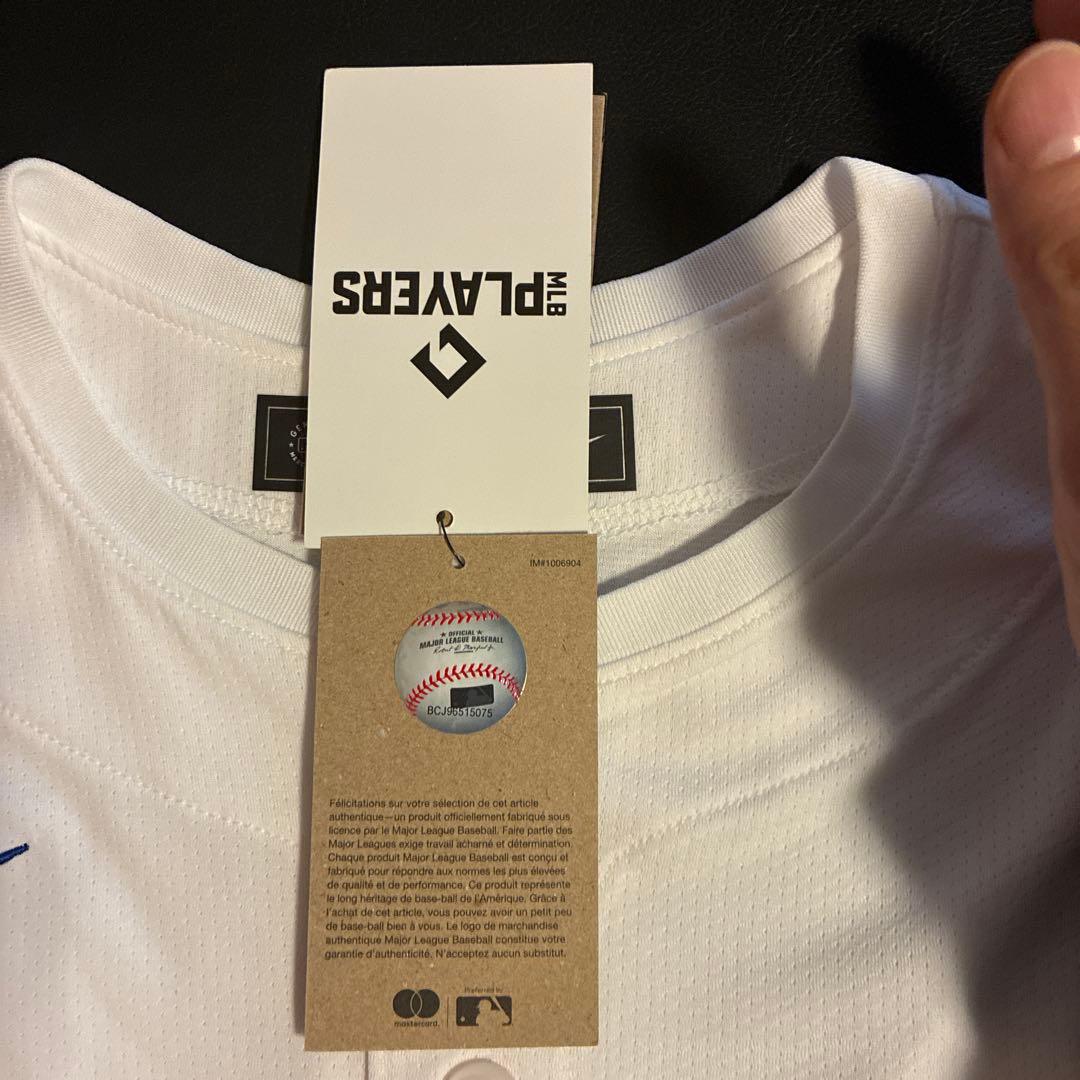 MLB
PLAYERS
IM#1006904
★ OFFICIAL ★
MAJOR LEAGUE BASEBALL
BCJ96515075
Félicitations sur votre sélection de cet article
authentique—un produit officiellement fabriqué sous
licence par le Major League Baseball. Faire partie des
Major Leagues exige travail acharné et détermination.
Chaque produit Major League Baseball est conçu et
fabriqué pour répondre aux normes les plus élevées
de qualité et de performance. Ce produit représente
le long héritage de base-ball de l'Amérique. Grâce à
l'achat de cet article, vous pouvez avoir un petit peu
de base-ball bien à vous. Le logo de marchandise
authentique Major League Baseball constitue votre
garantie d'authenticité. N'acceptez aucun substitut.
mastercard.
Preferred by